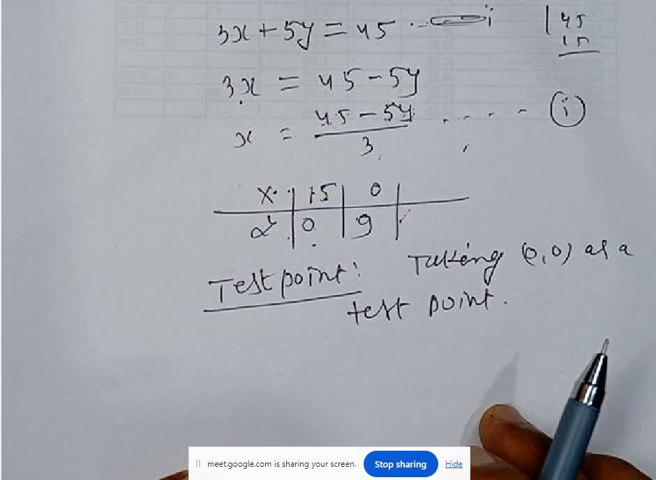 3x + 5y = 45 ... i
45
15
3x = 45 - 5y
x = 45 - 5y / 3 ..... (i)
x 15 0
y 0 9
Test point: Taking (0,0) as a
test point.
meet.google.com is sharing your screen. Stop sharing Hide